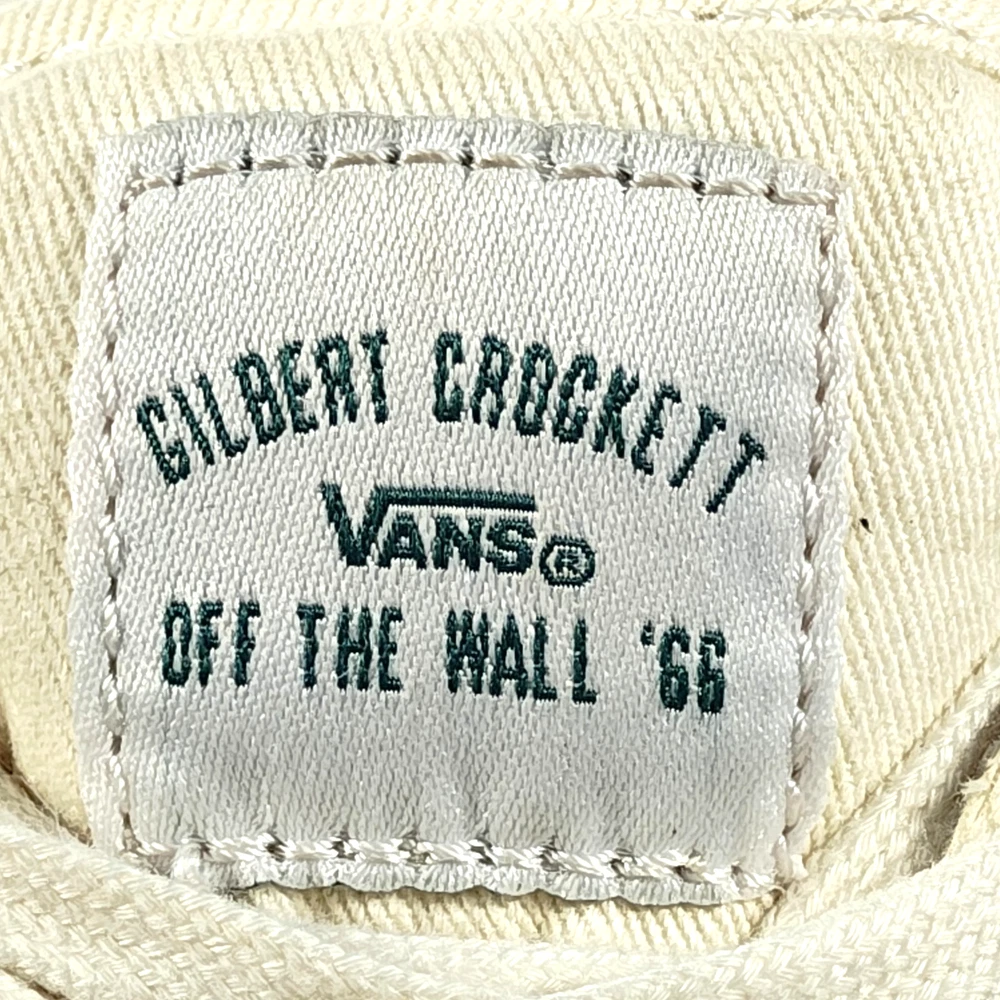 GILBERT CROCKETT
VANS®
OFF THE WALL '66